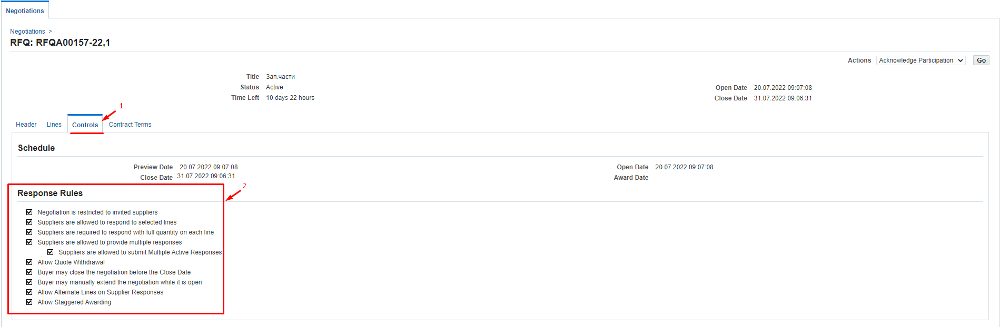 Negotiations
Negotiations >
RFQ: RFQA00157-22,1
Actions Acknowledge Participation Go
Title Зап.части
Status Active
Time Left 10 days 22 hours
Open Date 20.07.2022 09:07:08
Close Date 31.07.2022 09:06:31
1
Header Lines Controls Contract Terms
Schedule
Preview Date 20.07.2022 09:07:08
Close Date 31.07.2022 09:06:31
Open Date 20.07.2022 09:07:08
Award Date
2
Response Rules
Negotiation is restricted to invited suppliers
Suppliers are allowed to respond to selected lines
Suppliers are required to respond with full quantity on each line
Suppliers are allowed to provide multiple responses
Suppliers are allowed to submit Multiple Active Responses
Allow Quote Withdrawal
Buyer may close the negotiation before the Close Date
Buyer may manually extend the negotiation while it is open
Allow Alternate Lines on Supplier Responses
Allow Staggered Awarding